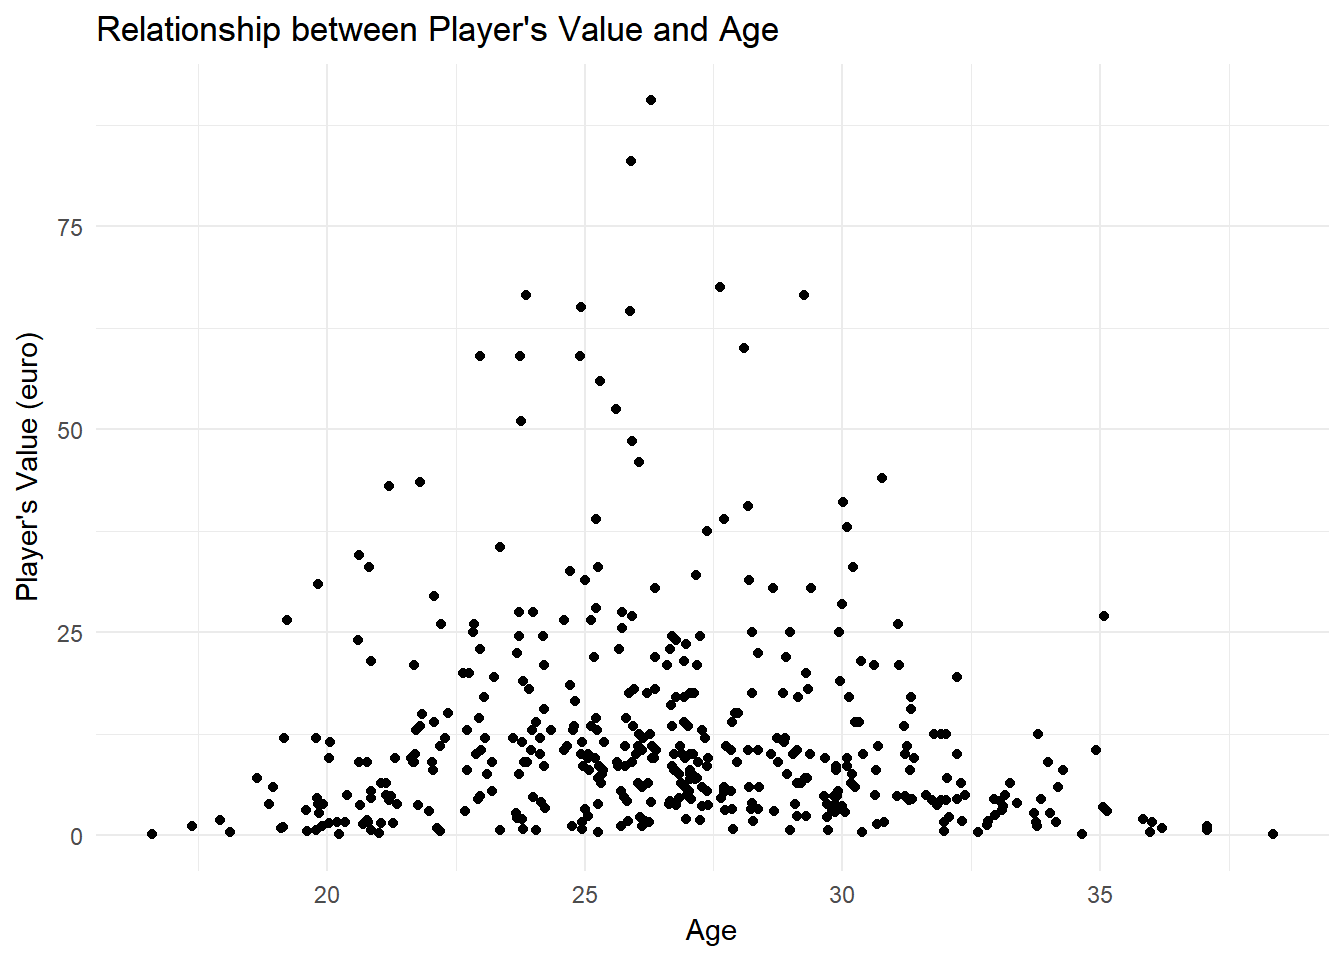 Relationship between Player's Value and Age
75
50
25
0
Player's Value (euro)
20 25 30 35
Age